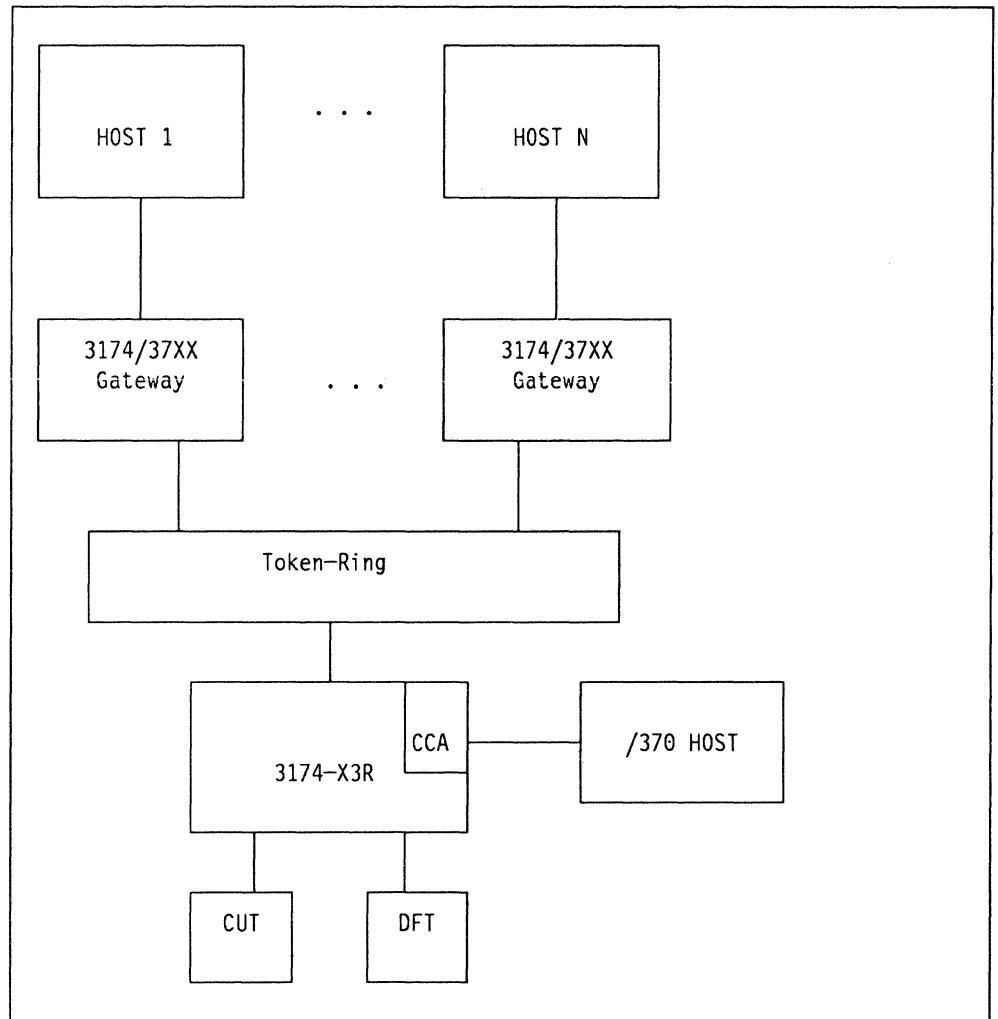 HOST 1
. . .
HOST N
3174/37XX
Gateway
. . .
3174/37XX
Gateway
Token-Ring
CCA
3174-X3R
/370 HOST
CUT
DFT